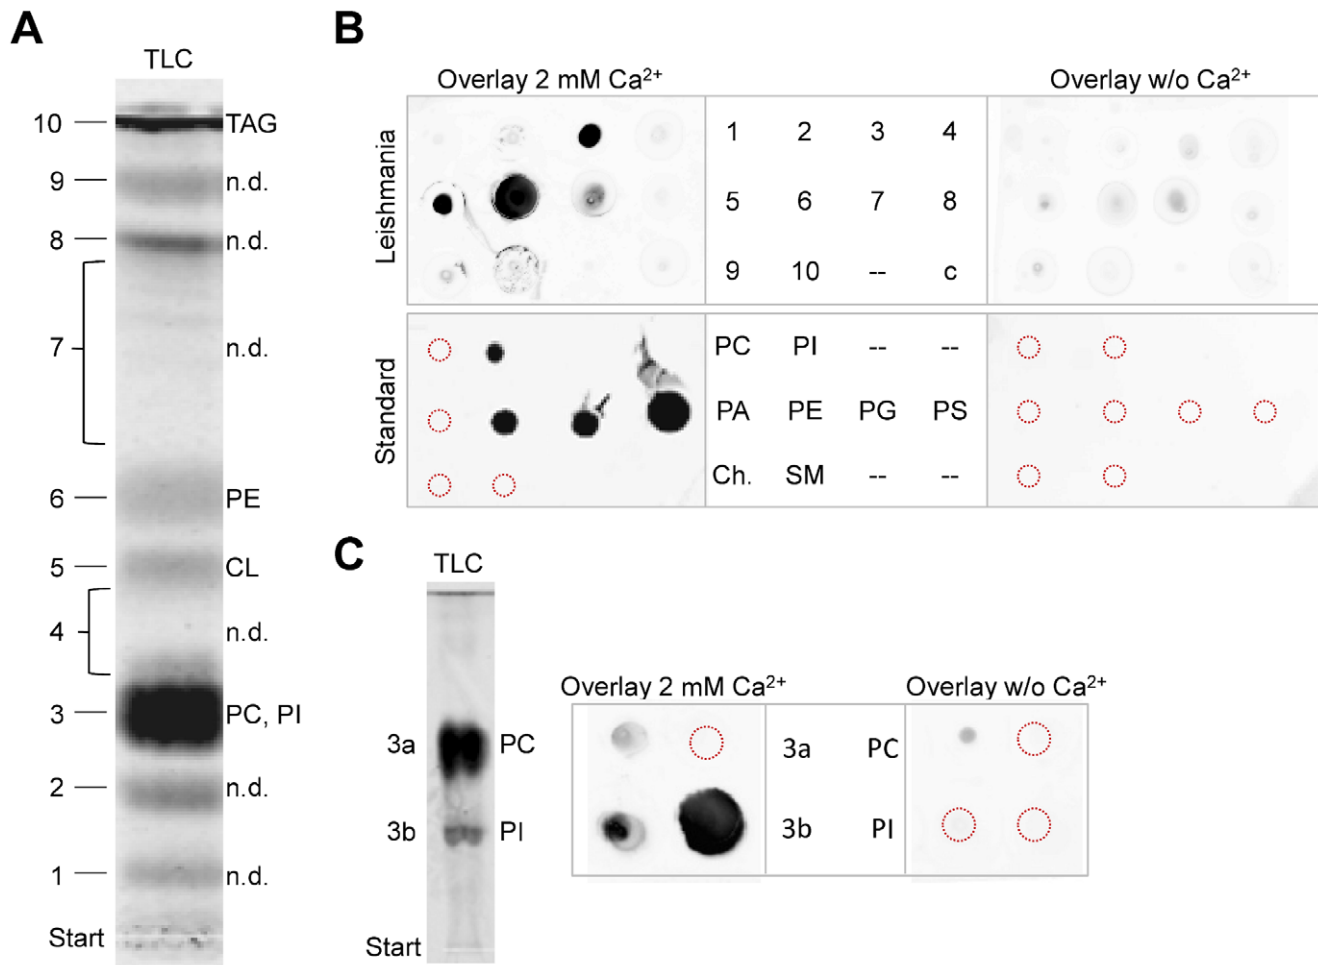 A
TLC
10 TAG
9 n.d.
8 n.d.
7 n.d.
6 PE
5 CL
4 n.d.
3 PC, PI
2 n.d.
1 n.d.
Start
B
Overlay 2 mM Ca²⁺ Overlay w/o Ca²⁺
Leishmania
1 2 3 4
5 6 7 8
9 10 -- c
Standard
PC PI -- --
PA PE PG PS
Ch. SM -- --
C
TLC
3a PC
3b PI
Start
Overlay 2 mM Ca²⁺ Overlay w/o Ca²⁺
3a PC
3b PI